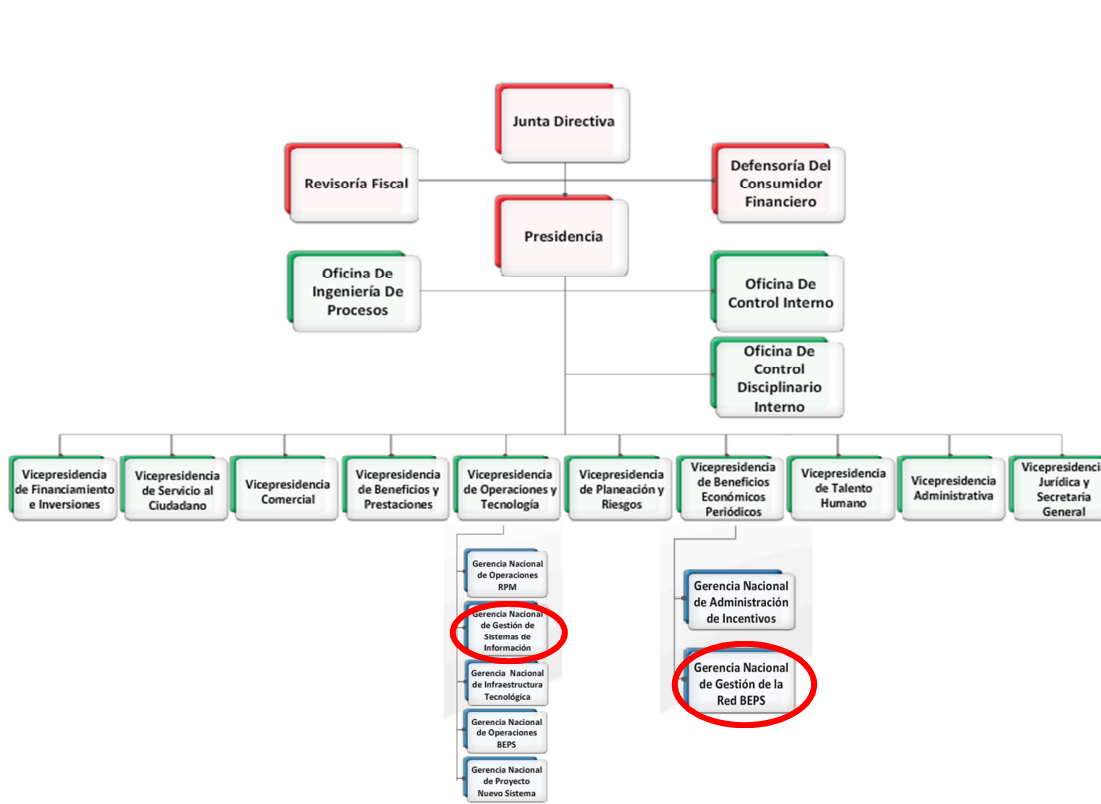 Junta Directiva
Revisoría Fiscal
Defensoría Del
Consumidor
Financiero
Presidencia
Oficina De
Ingeniería De
Procesos
Oficina De
Control Interno
Oficina De
Control
Disciplinario
Interno
Vicepresidencia
de Financiamiento
e Inversiones
Vicepresidencia
de Servicio al
Ciudadano
Vicepresidencia
Comercial
Vicepresidencia
de Beneficios y
Prestaciones
Vicepresidencia
de Operaciones y
Tecnología
Vicepresidencia
de Planeación y
Riesgos
Vicepresidencia
de Beneficios
Económicos
Periódicos
Vicepresidencia
de Talento
Humano
Vicepresidencia
Administrativa
Vicepresidencia
Jurídica y
Secretaria
General
Gerencia Nacional
de Operaciones
RPM
Gerencia Nacional
de Gestión de
Sistemas de
Información
Gerencia Nacional
de Infraestructura
Tecnológica
Gerencia Nacional
de Operaciones
BEPS
Gerencia Nacional
de Proyecto
Nuevo Sistema
Gerencia Nacional
de Administración
de Incentivos
Gerencia Nacional
de Gestión de la
Red BEPS